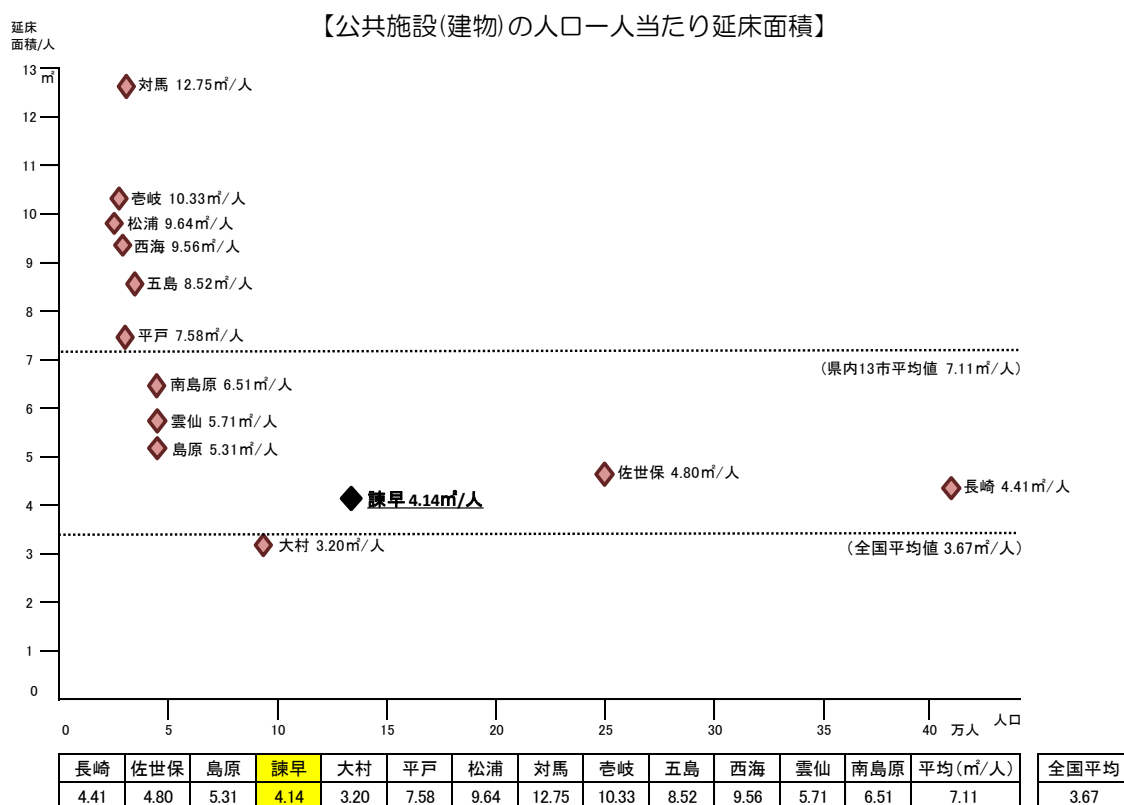 【公共施設(建物)の人口一人当たり延床面積】
延床
面積/人
㎡
13
12
11
10
9
8
7
6
5
4
3
2
1
0
対馬 12.75㎡/人
壱岐 10.33㎡/人
松浦 9.64㎡/人
西海 9.56㎡/人
五島 8.52㎡/人
平戸 7.58㎡/人
(県内13市平均値 7.11㎡/人)
南島原 6.51㎡/人
雲仙 5.71㎡/人
島原 5.31㎡/人
佐世保 4.80㎡/人
長崎 4.41㎡/人
諫早 4.14㎡/人
大村 3.20㎡/人
(全国平均値 3.67㎡/人)
0 5 10 15 20 25 30 35 40 万人 人口
長崎 佐世保 島原 諫早 大村 平戸 松浦 対馬 壱岐 五島 西海 雲仙 南島原 平均(㎡/人) 全国平均
4.41 4.80 5.31 4.14 3.20 7.58 9.64 12.75 10.33 8.52 9.56 5.71 6.51 7.11 3.67